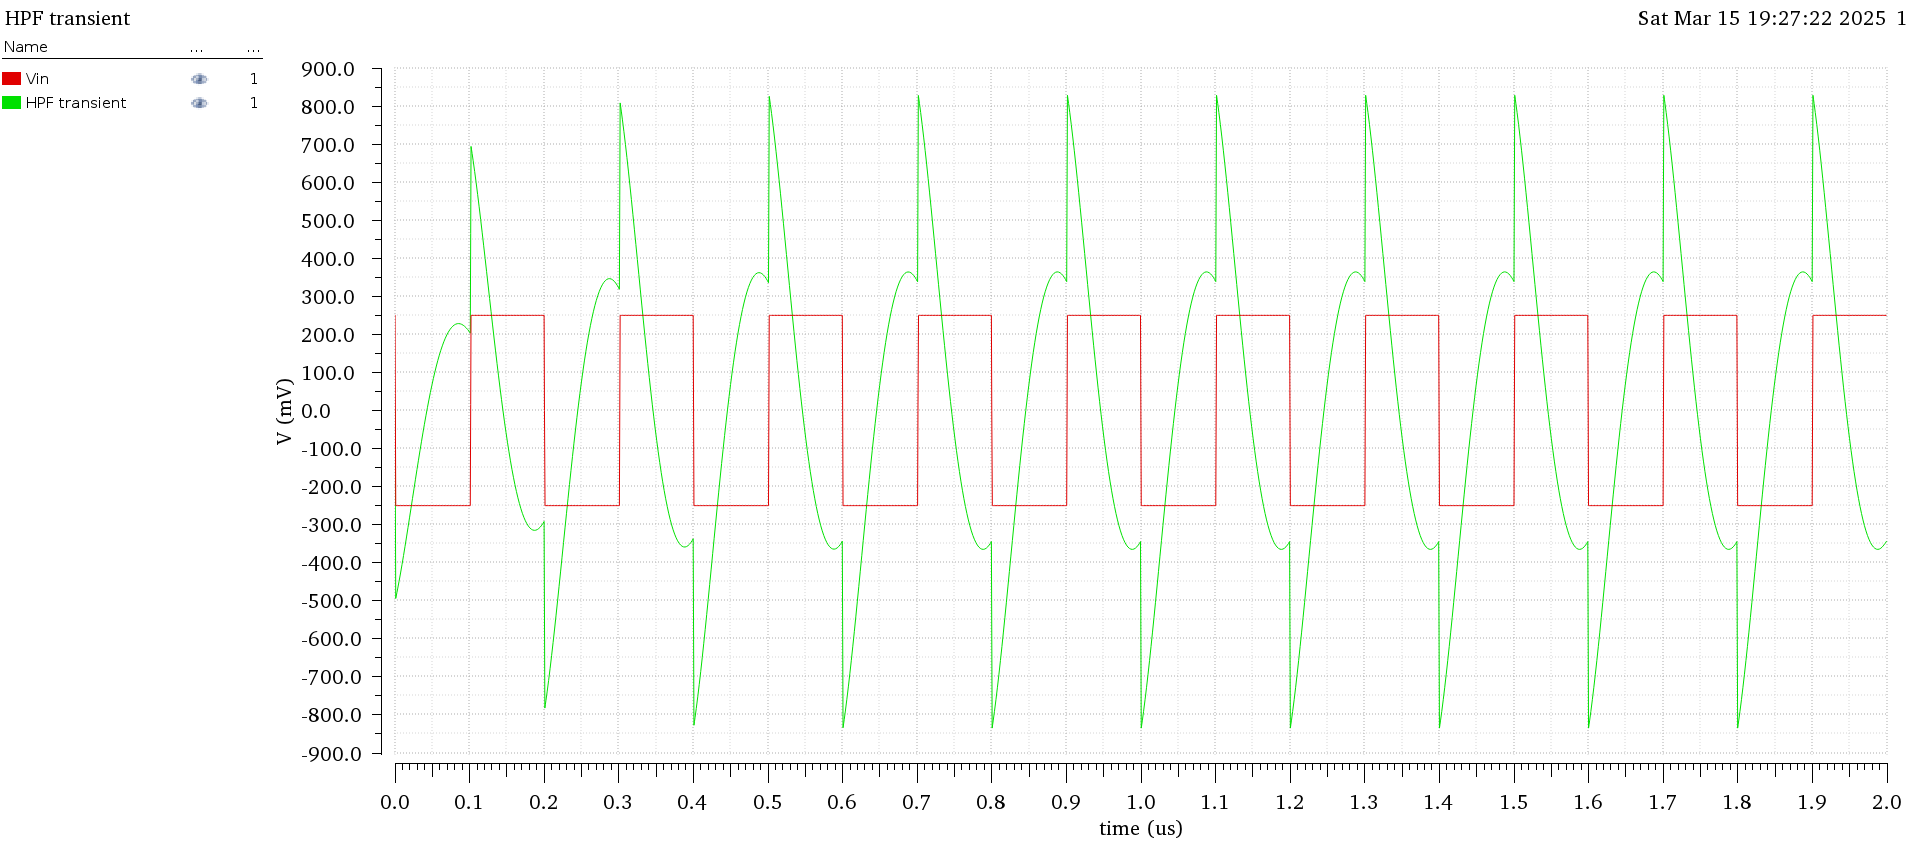 HPF transient
Sat Mar 15 19:27:22 2025 1
Name ... ...
Vin 1
HPF transient 1
900.0
800.0
700.0
600.0
500.0
400.0
300.0
200.0
100.0
0.0
-100.0
-200.0
-300.0
-400.0
-500.0
-600.0
-700.0
-800.0
-900.0
V (mV)
0.0 0.1 0.2 0.3 0.4 0.5 0.6 0.7 0.8 0.9 1.0 1.1 1.2 1.3 1.4 1.5 1.6 1.7 1.8 1.9 2.0
time (us)